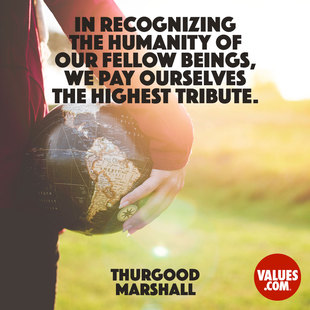 IN RECOGNIZING
THE HUMANITY OF
OUR FELLOW BEINGS,
WE PAY OURSELVES
THE HIGHEST TRIBUTE.
THURGOOD
MARSHALL
VALUES
.COM